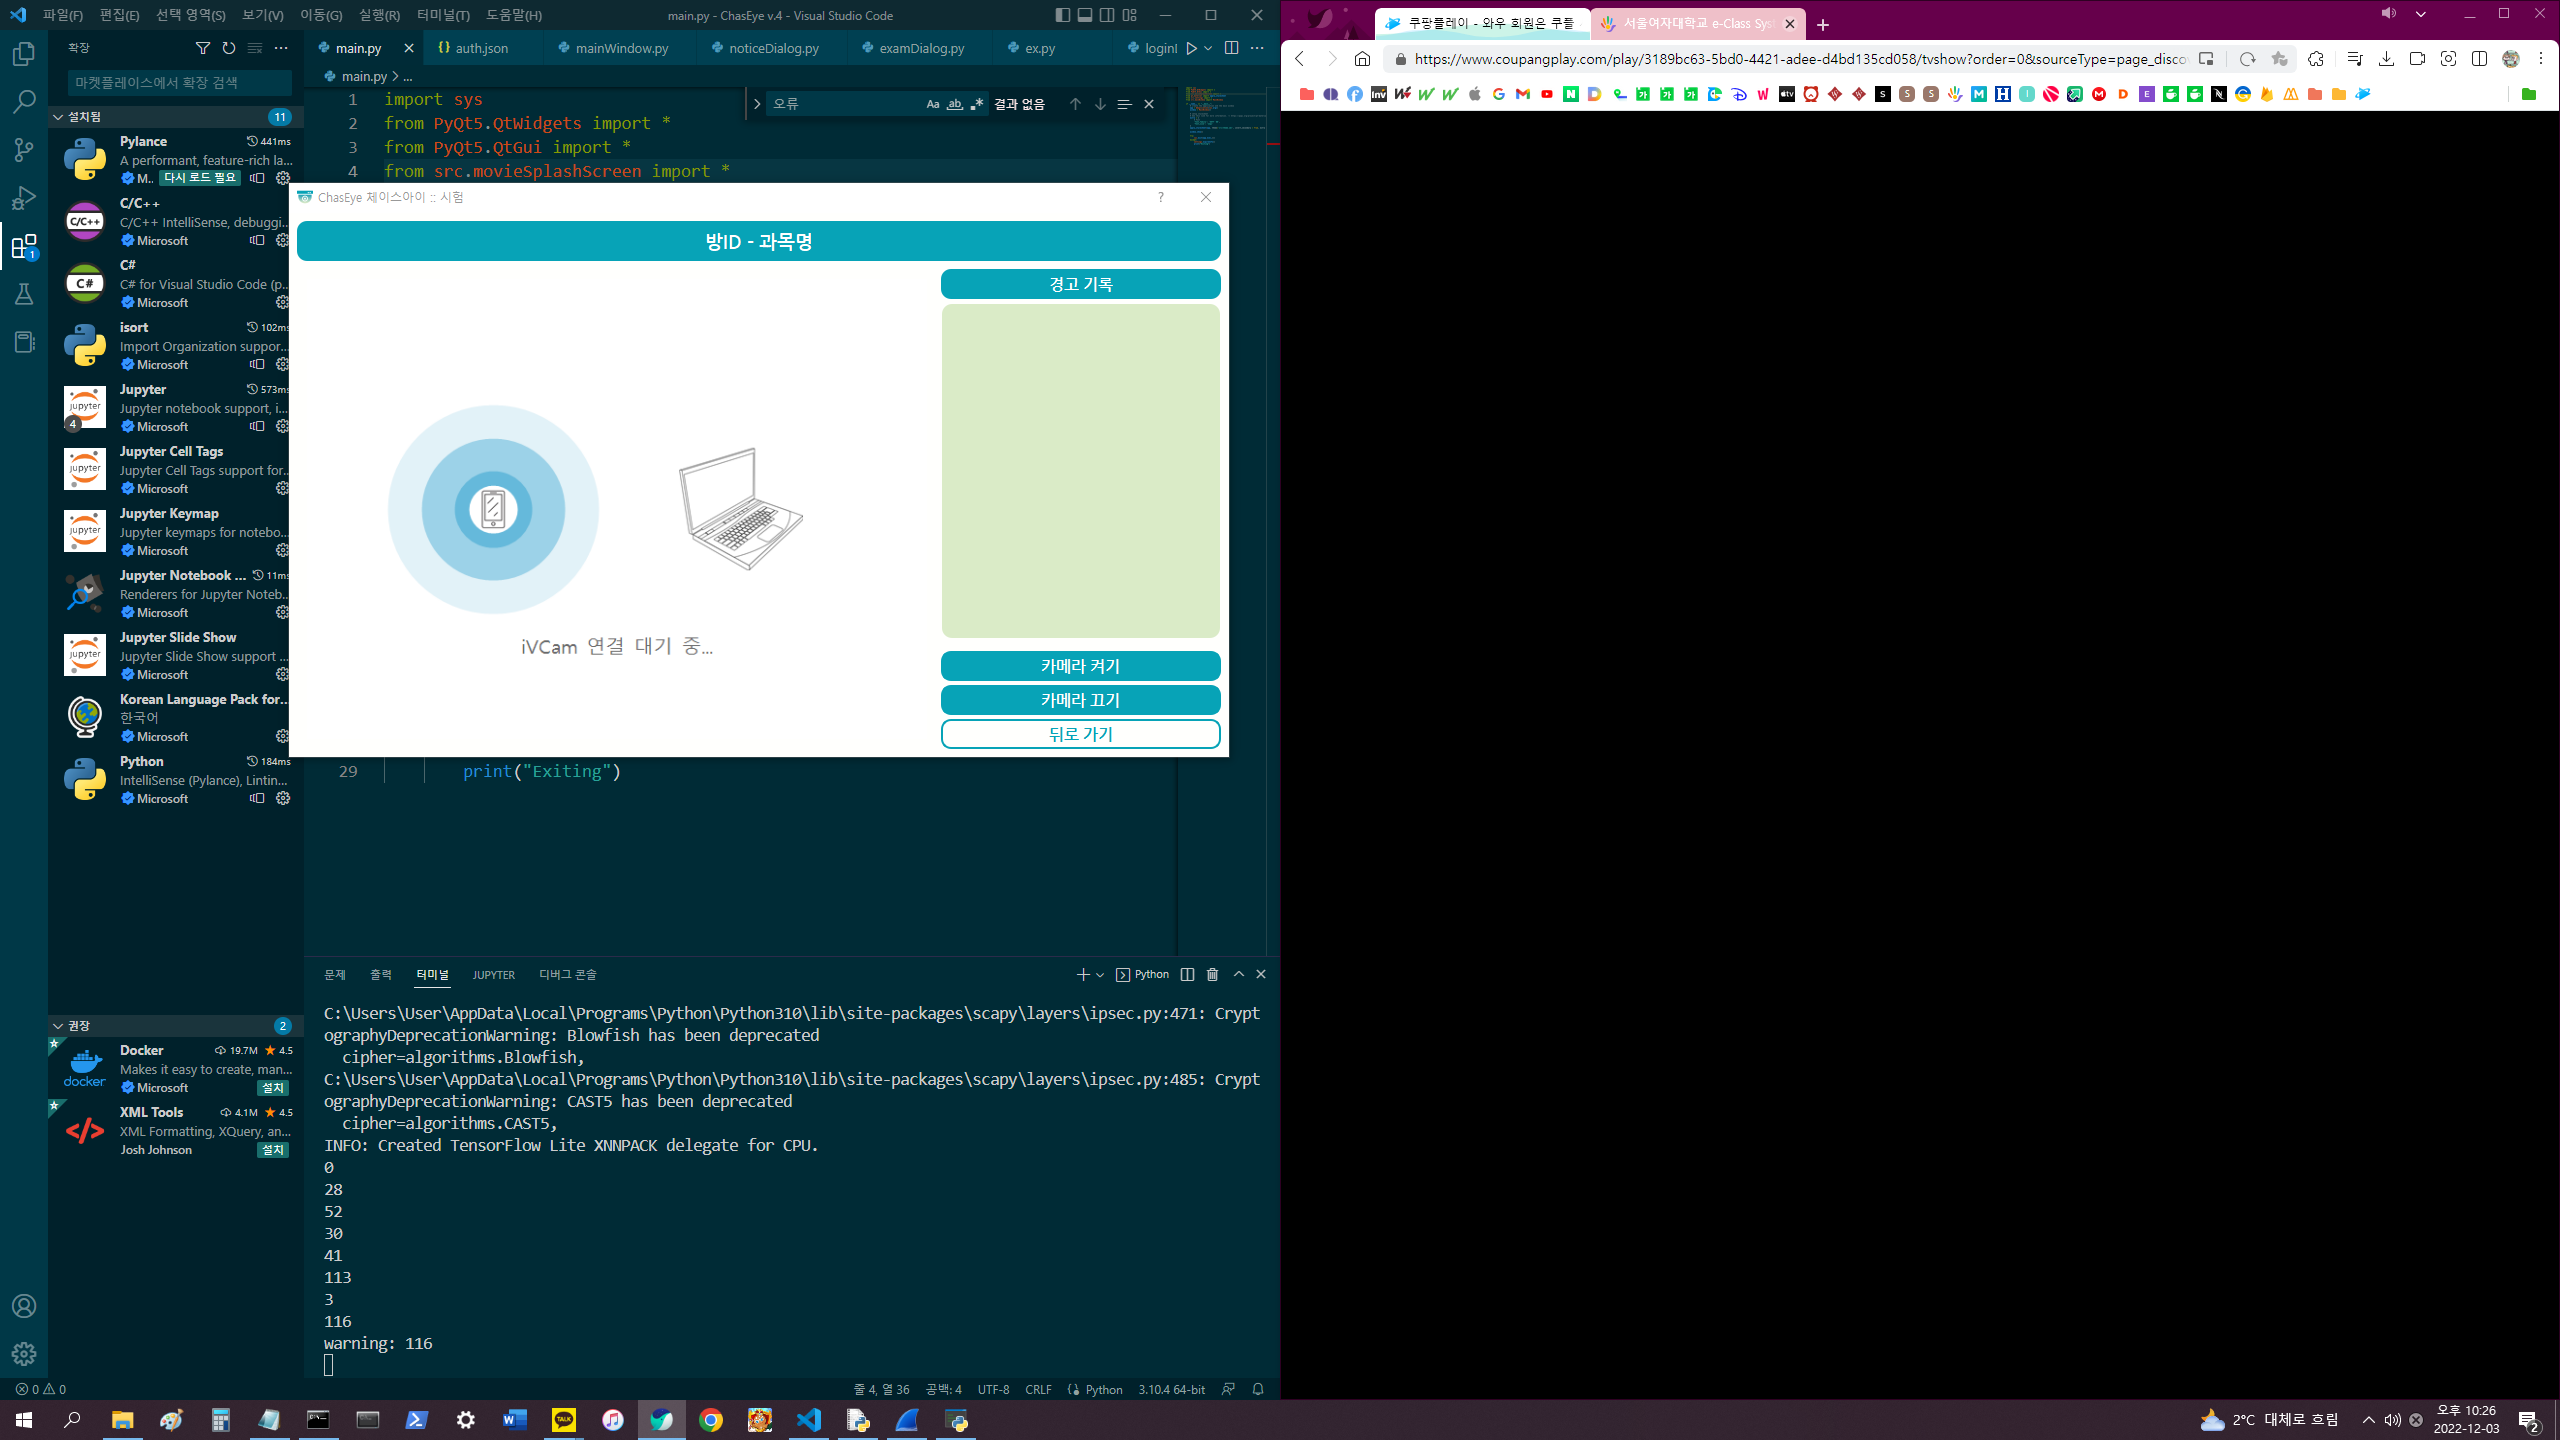 파일(F) 편집(E) 선택 영역(S) 보기(V) 이동(G) 실행(R) 터미널(T) 도움말(H)
main.py - ChasEye v.4 - Visual Studio Code
확장
마켓플레이스에서 확장 검색
설치됨 11
Pylance 441ms
A performant, feature-rich la...
M.. 다시 로드 필요
C/C++
C/C++ IntelliSense, debuggi...
Microsoft
C#
C# for Visual Studio Code (p...
Microsoft
isort 102ms
Import Organization suppor...
Microsoft
Jupyter 573ms
Jupyter notebook support, i...
Microsoft
4
Jupyter Cell Tags
Jupyter Cell Tags support for...
Microsoft
Jupyter Keymap
Jupyter keymaps for notebo...
Microsoft
Jupyter Notebook ... 11ms
Renderers for Jupyter Noteb...
Microsoft
Jupyter Slide Show
Jupyter Slide Show support ...
Microsoft
Korean Language Pack for...
한국어
Microsoft
Python 184ms
IntelliSense (Pylance), Lintin...
Microsoft
권장 2
Docker 19.7M 4.5
Makes it easy to create, man...
Microsoft 설치
XML Tools 4.1M 4.5
XML Formatting, XQuery, an...
Josh Johnson 설치
main.py auth.json mainWindow.py noticeDialog.py examDialog.py ex.py loginI
main.py > ...
1 import sys
2 from PyQt5.QtWidgets import *
3 from PyQt5.QtGui import *
4 from src.movieSplashScreen import *
오류 Aa ab 결과 없음
ChasEye 체이스아이 :: 시험 ?
방ID - 과목명
경고 기록
iVCam 연결 대기 중...
카메라 켜기
카메라 끄기
뒤로 가기
29 print("Exiting")
문제 출력 터미널 JUPYTER 디버그 콘솔
Python
C:\Users\User\AppData\Local\Programs\Python\Python310\lib\site-packages\scapy\layers\ipsec.py:471: Crypt
ographyDeprecationWarning: Blowfish has been deprecated
cipher=algorithms.Blowfish,
C:\Users\User\AppData\Local\Programs\Python\Python310\lib\site-packages\scapy\layers\ipsec.py:485: Crypt
ographyDeprecationWarning: CAST5 has been deprecated
cipher=algorithms.CAST5,
INFO: Created TensorFlow Lite XNNPACK delegate for CPU.
0
28
52
30
41
113
3
116
warning: 116
0 0
줄 4, 열 36 공백: 4 UTF-8 CRLF Python 3.10.4 64-bit
쿠팡플레이 - 와우 회원은 쿠플 서울여자대학교 e-Class Sys
https://www.coupangplay.com/play/3189bc63-5bd0-4421-adee-d4bd135cd058/tvshow?order=0&sourceType=page_disco
2°C 대체로 흐림
오후 10:26
2022-12-03
2